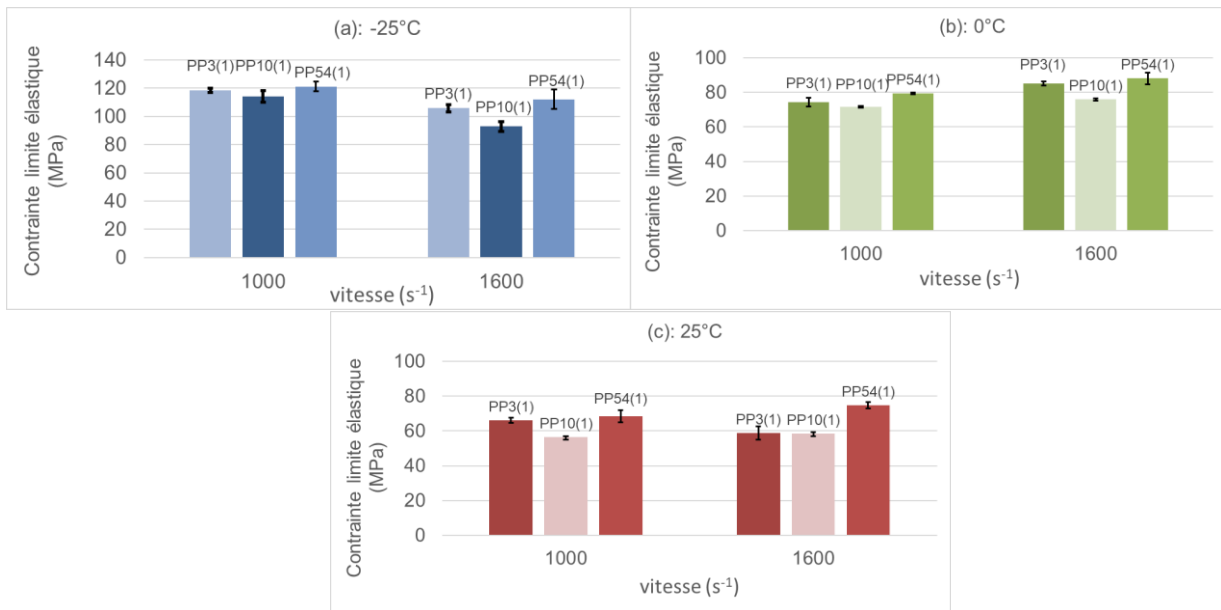 (a): -25°C
Contrainte limite élastique
(MPa)
140
120
100
80
60
40
20
0
PP3(1) PP10(1) PP54(1)
PP3(1) PP10(1) PP54(1)
1000 1600
vitesse (s⁻¹)
(b): 0°C
Contrainte limite élastique
(MPa)
100
80
60
40
20
0
PP3(1) PP10(1) PP54(1)
PP3(1) PP10(1) PP54(1)
1000 1600
vitesse (s⁻¹)
(c): 25°C
Contrainte limite élastique
(MPa)
100
80
60
40
20
0
PP3(1) PP10(1) PP54(1)
PP3(1) PP10(1) PP54(1)
1000 1600
vitesse (s⁻¹)